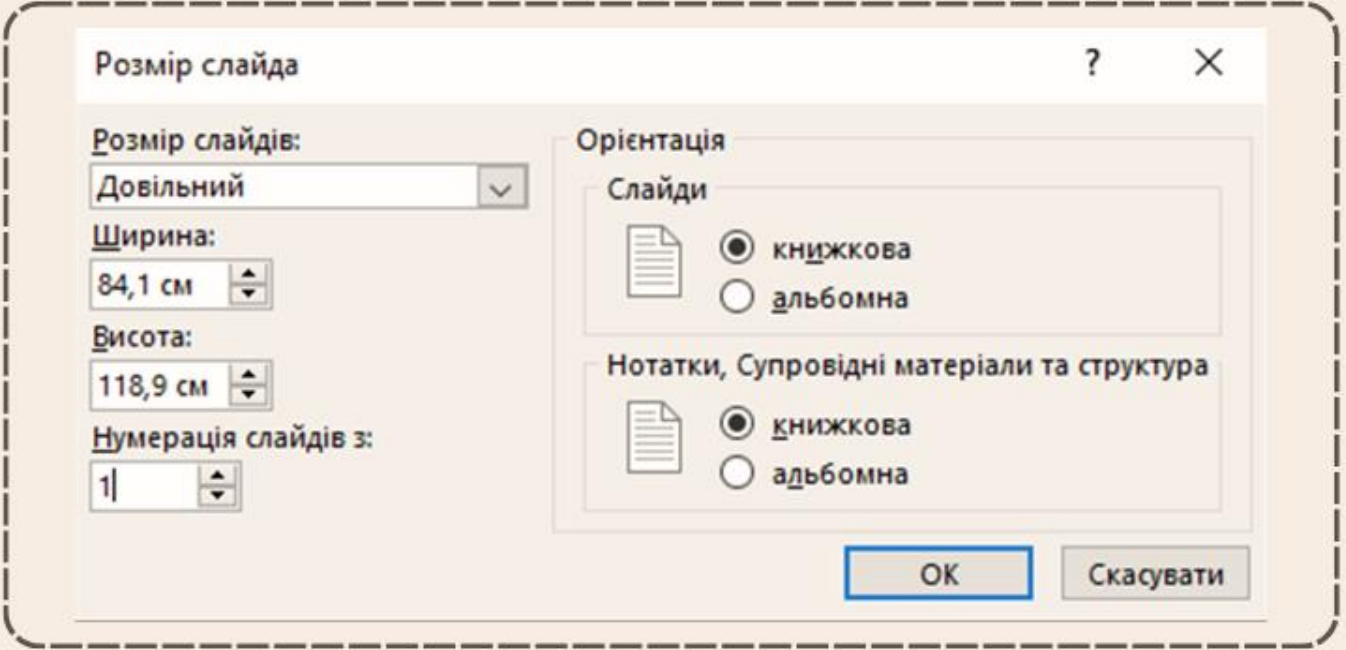 Розмір слайда
?
Розмір слайдів:
Довільний
Ширина:
84,1 см
Висота:
118,9 см
Нумерація слайдів з:
1
Орієнтація
Слайди
книжкова
альбомна
Нотатки, Супровідні матеріали та структура
книжкова
альбомна
ОК
Скасувати